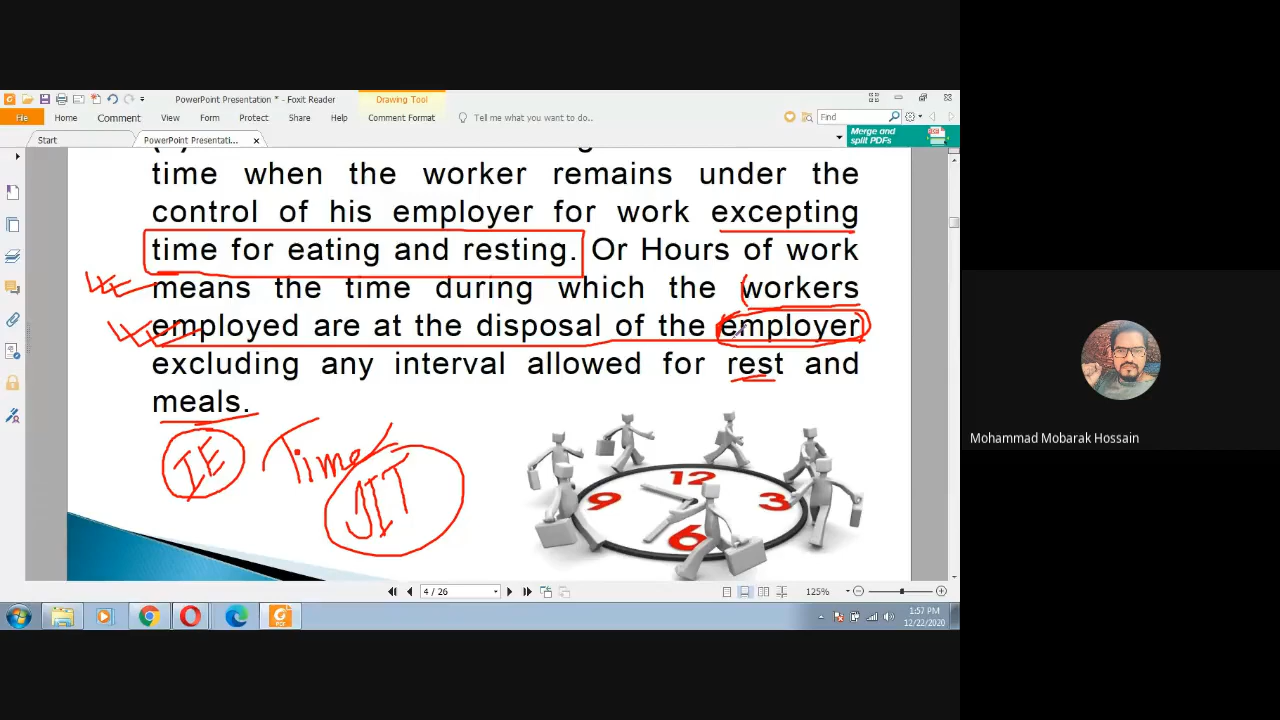 PowerPoint Presentation * - Foxit Reader
Drawing Tool
File Home Comment View Form Protect Share Help Comment Format Tell me what you want to do.. Find
Start PowerPoint Presentati...
Merge and
split PDFs
time when the worker remains under the
control of his employer for work excepting
time for eating and resting. Or Hours of work
means the time during which the workers
employed are at the disposal of the employer
excluding any interval allowed for rest and
meals.
IE Time
JIT
12
9 3
6
4 / 26
125%
1:57 PM
12/22/2020
Mohammad Mobarak Hossain